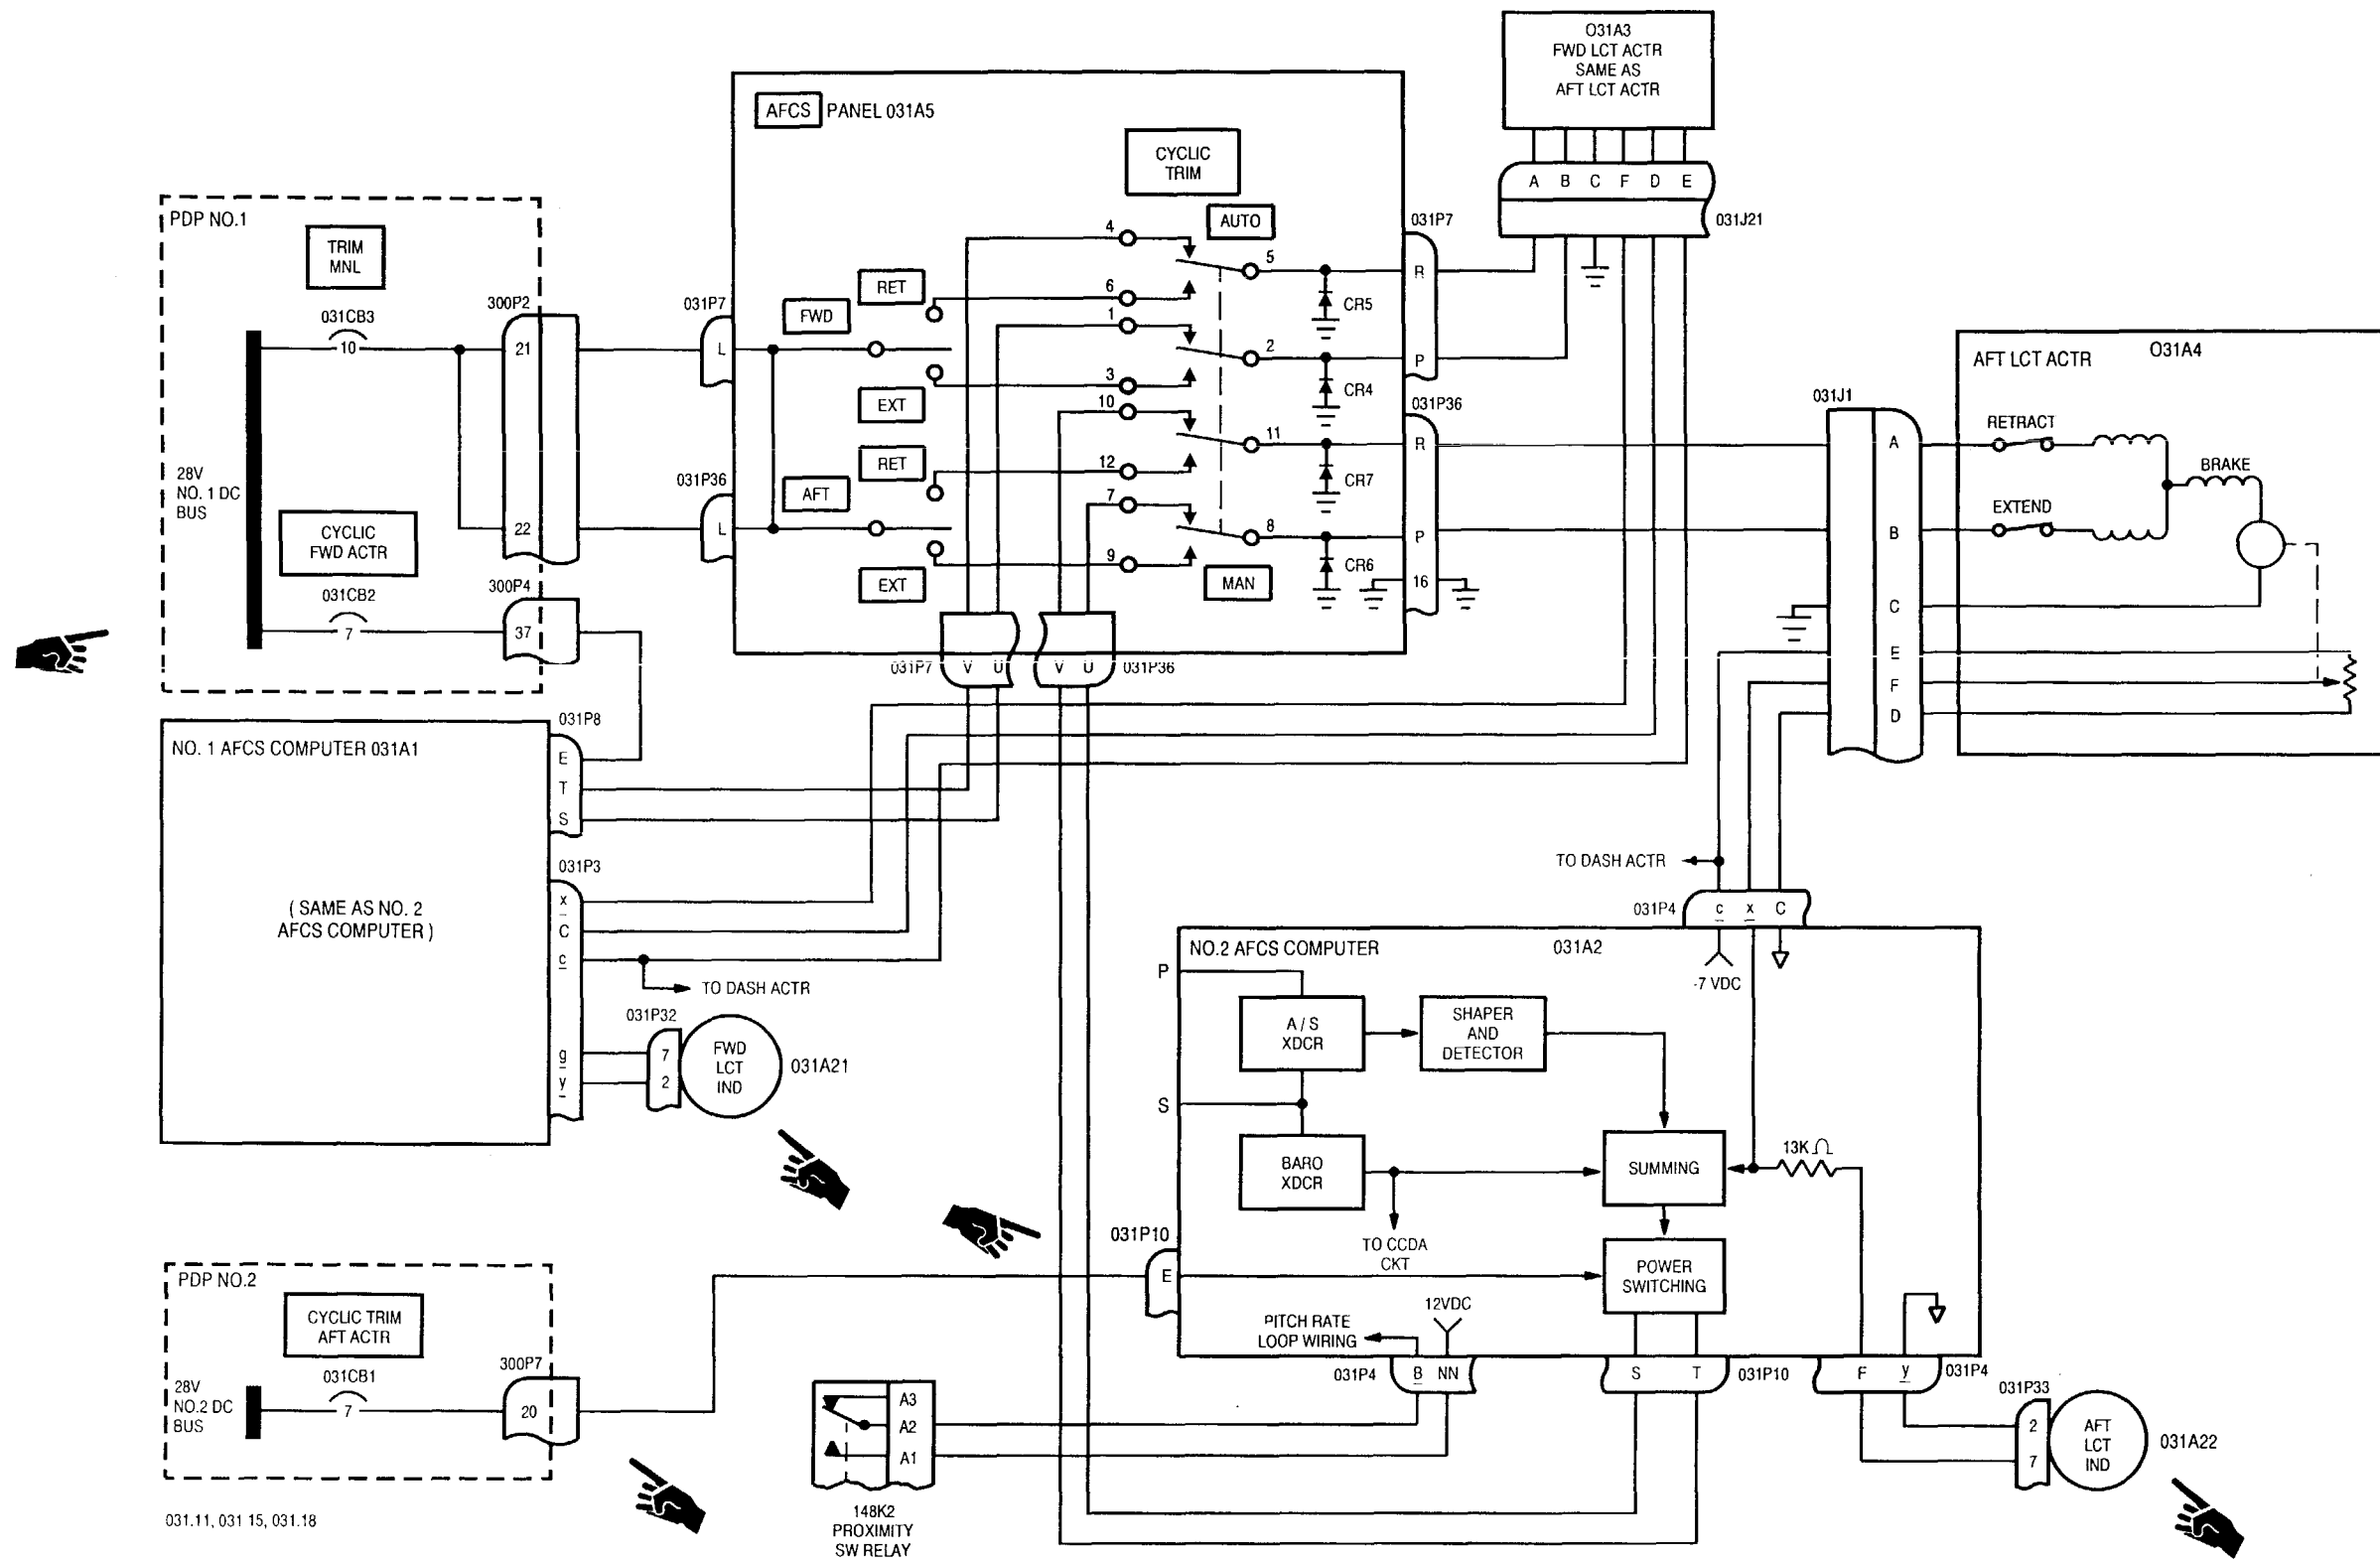 O31A3
FWD LCT ACTR
SAME AS
AFT LCT ACTR
A B C F D E
031J21
AFCS PANEL 031A5
CYCLIC
TRIM
AUTO
4
5
6
1
2
3
10
11
12
7
8
9
MAN
RET
FWD
EXT
RET
AFT
EXT
CR5
CR4
CR7
CR6
031P7
R
P
031P36
R
P
16
031P7
L
031P36
L
031P7 V U
V U 031P36
PDP NO.1
TRIM
MNL
031CB3
10
300P2
21
22
28V
NO. 1 DC
BUS
CYCLIC
FWD ACTR
031CB2
7
300P4
37
AFT LCT ACTR O31A4
031J1
RETRACT
EXTEND
BRAKE
A
B
C
E
F
D
NO. 1 AFCS COMPUTER 031A1
( SAME AS NO. 2
AFCS COMPUTER )
031P8
E
T
S
031P3
x
C
c
g
y
TO DASH ACTR
031P32
7
2
FWD
LCT
IND
031A21
TO DASH ACTR
031P4 c x C
NO.2 AFCS COMPUTER 031A2
-7 VDC
P
S
A / S
XDCR
SHAPER
AND
DETECTOR
BARO
XDCR
SUMMING
13K Ω
TO CCDA
CKT
POWER
SWITCHING
031P10
E
12VDC
PITCH RATE
LOOP WIRING
031P4 B NN
S T 031P10
F y 031P4
031P33
2
7
AFT
LCT
IND
031A22
PDP NO.2
CYCLIC TRIM
AFT ACTR
031CB1
7
300P7
20
28V
NO.2 DC
BUS
A3
A2
A1
148K2
PROXIMITY
SW RELAY
031.11, 031 15, 031.18